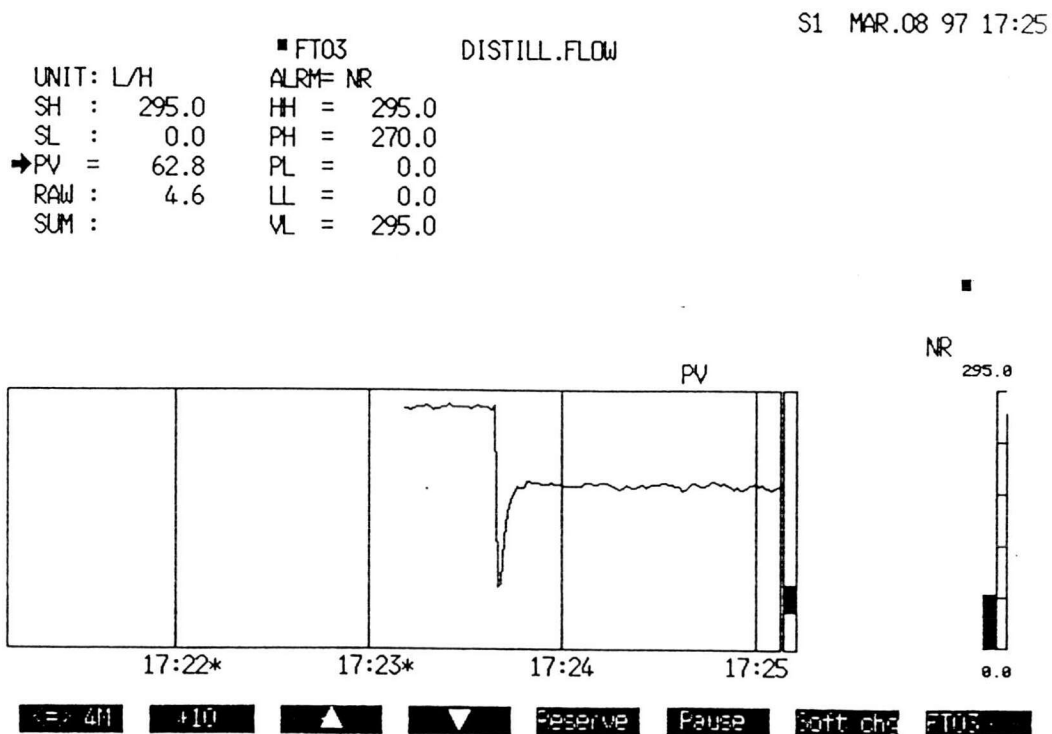 S1 MAR.08 97 17:25
■ FT03 DISTILL.FLOW
UNIT: L/H ALRM= NR
SH : 295.0 HH = 295.0
SL : 0.0 PH = 270.0
➔PV = 62.8 PL = 0.0
RAW : 4.6 LL = 0.0
SUM : VL = 295.0
NR
PV 295.0
17:22* 17:23* 17:24 17:25 0.0
<=> 4M +10 ▲ ▼ Reserve Pause Soft chg FT03